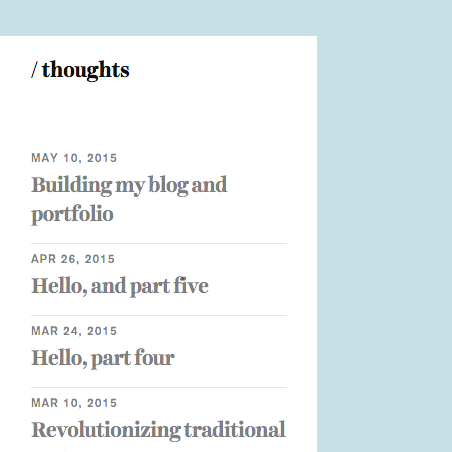 / thoughts
MAY 10, 2015
Building my blog and
portfolio
APR 26, 2015
Hello, and part five
MAR 24, 2015
Hello, part four
MAR 10, 2015
Revolutionizing traditional